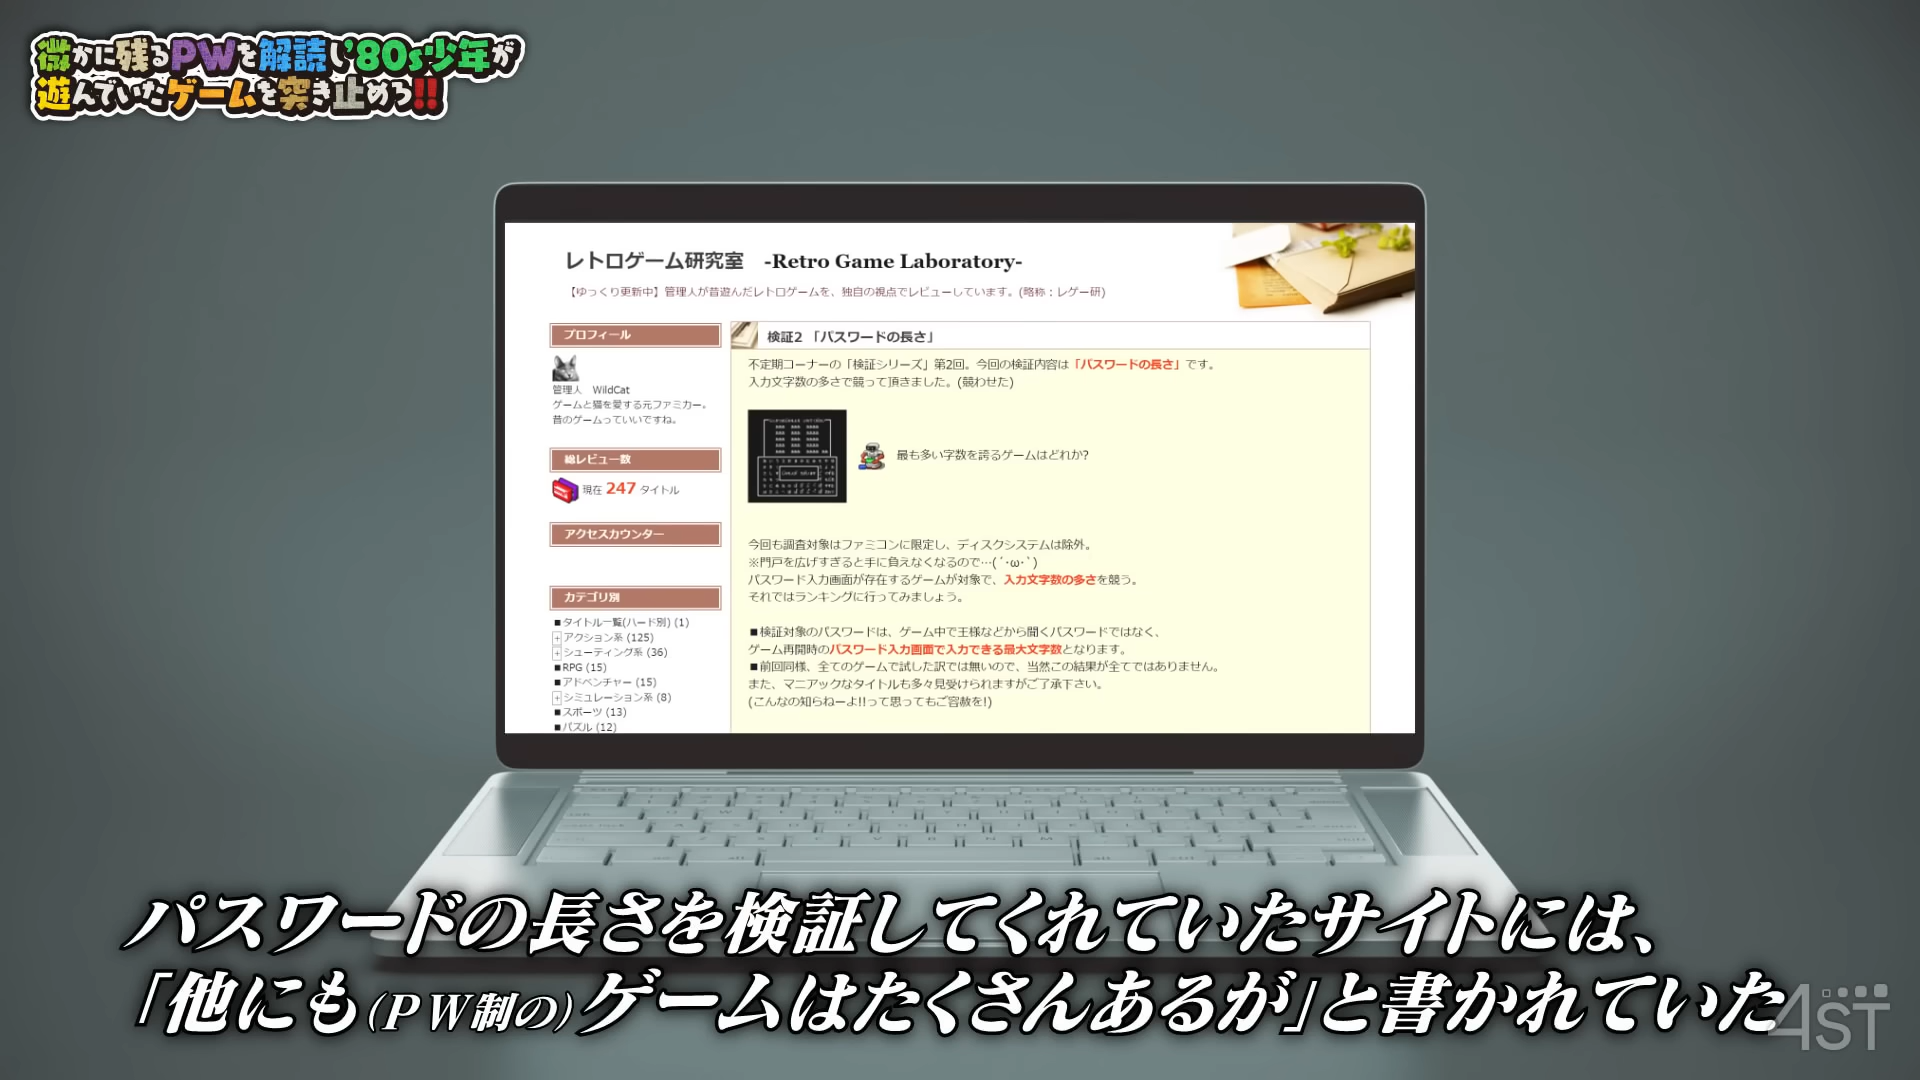 微かに残るPWを解読し'80s少年が
遊んでいたゲームを突き止めろ!!
レトロゲーム研究室 -Retro Game Laboratory-
【ゆっくり更新中】管理人が昔遊んだレトロゲームを、独自の視点でレビューしています。(略称:レゲー研)
プロフィール
管理人 WildCat
ゲームと猫を愛する元ファミカー。
昔のゲームっていいですね。
総レビュー数
現在 247 タイトル
アクセスカウンター
カテゴリ別
■タイトル一覧(ハード別) (1)
+アクション系 (125)
+シューティング系 (36)
■RPG (15)
■アドベンチャー (15)
+シミュレーション系 (8)
■スポーツ (13)
■パズル (12)
検証2 「パスワードの長さ」
不定期コーナーの「検証シリーズ」第2回。今回の検証内容は「パスワードの長さ」です。
入力文字数の多さで競って頂きました。(競わせた)
最も多い字数を誇るゲームはどれか?
今回も調査対象はファミコンに限定し、ディスクシステムは除外。
※門戸を広げすぎると手に負えなくなるので…(´･ω･`)
パスワード入力画面が存在するゲームが対象で、入力文字数の多さを競う。
それではランキングに行ってみましょう。
■検証対象のパスワードは、ゲーム中で王様などから聞くパスワードではなく、
ゲーム再開時のパスワード入力画面で入力できる最大文字数となります。
■前回同様、全てのゲームで試した訳では無いので、当然この結果が全てではありません。
また、マニアックなタイトルも多々見受けられますがご了承下さい。
(こんなの知らねーよ!!って思ってもご容赦を!)
パスワードの長さを検証してくれていたサイトには、
「他にも(PW制の)ゲームはたくさんあるが」と書かれていた
4ST